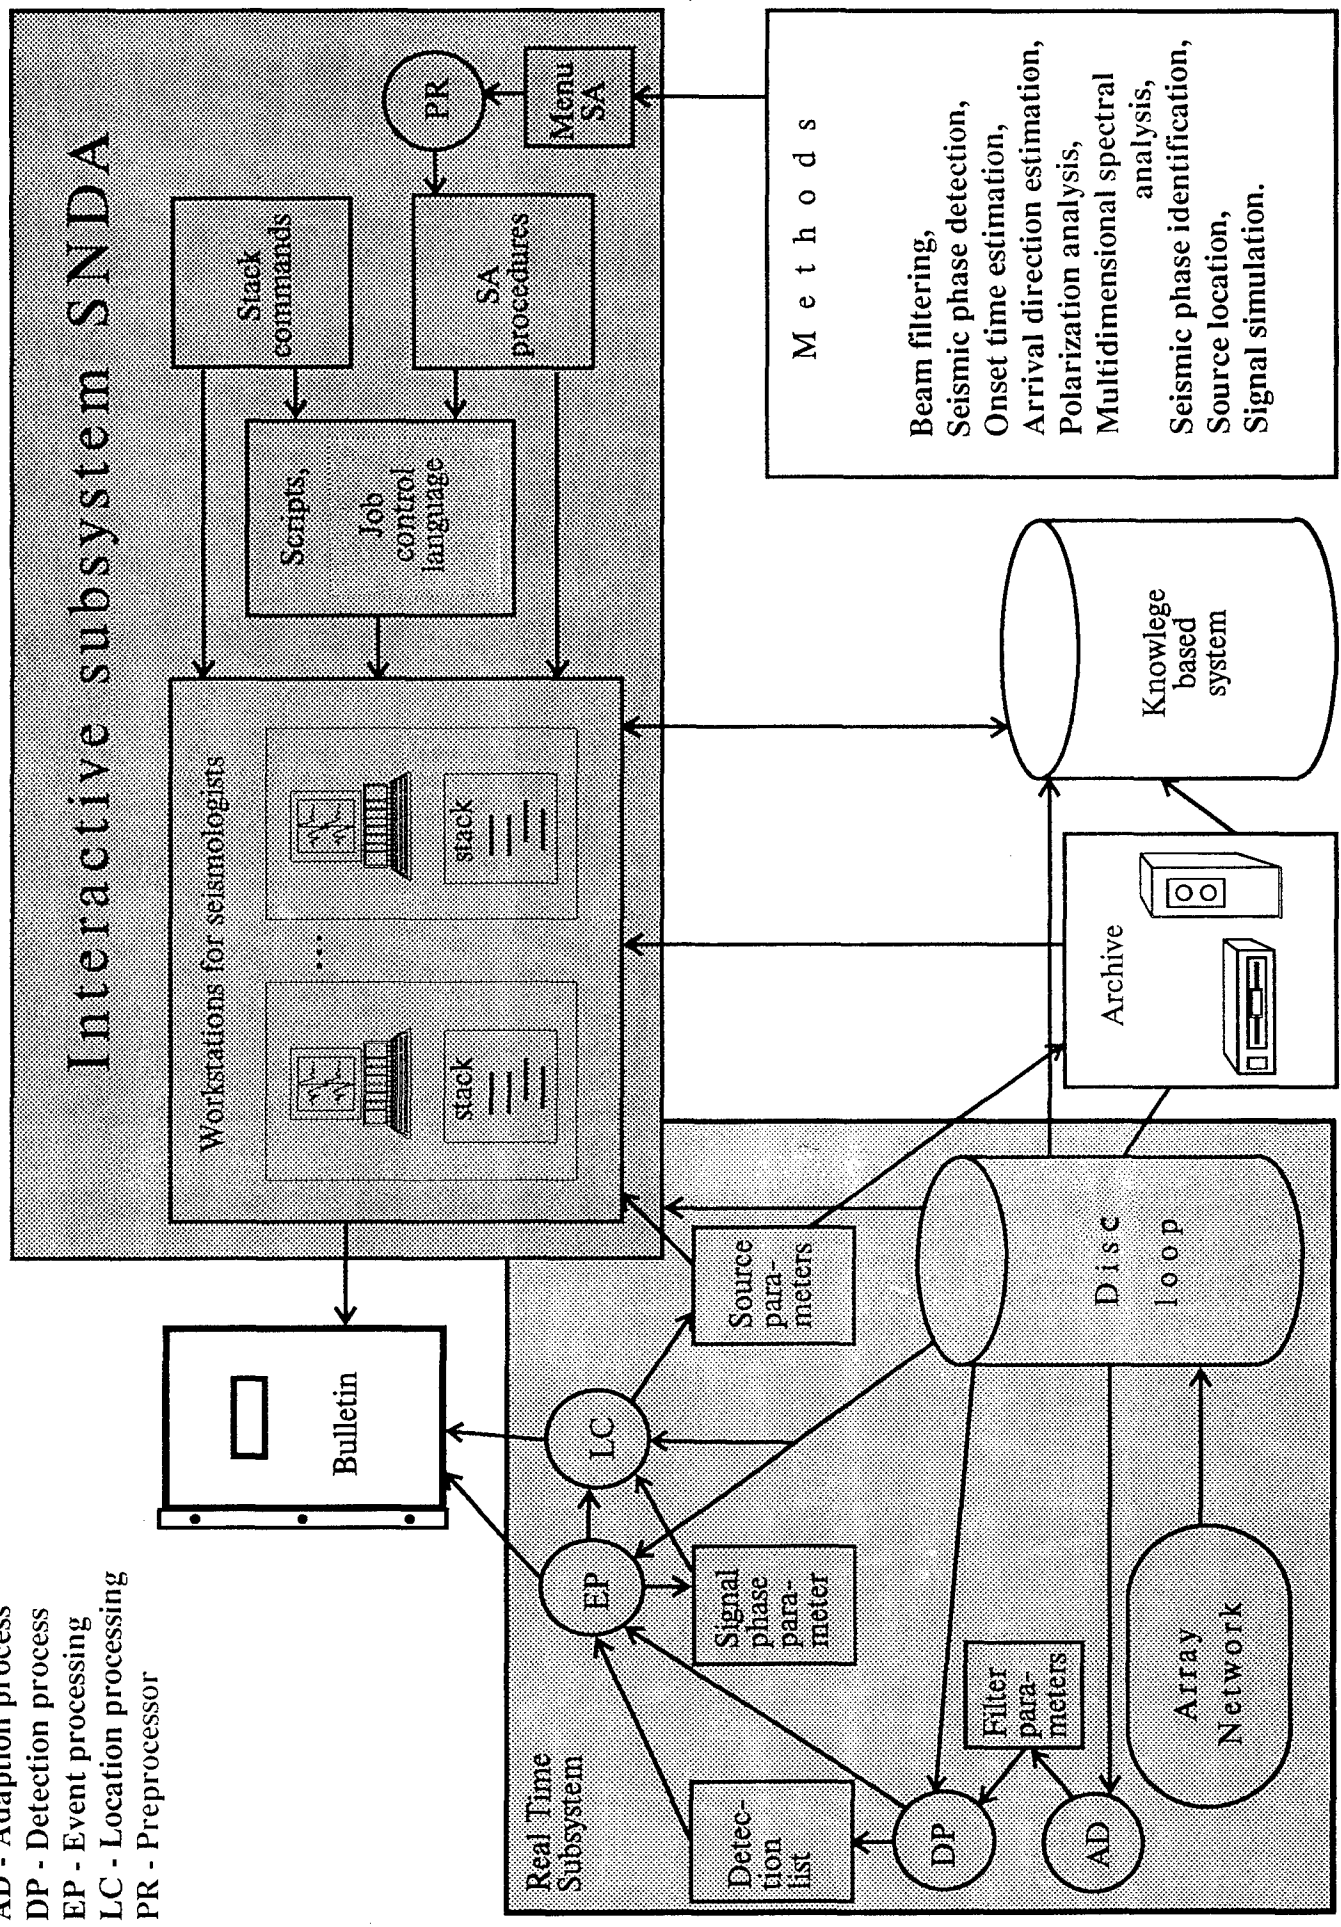 AD - Adaption process
DP - Detection process
EP - Event processing
LC - Location processing
PR - Preprocessor
Interactive subsystem SNDA
Workstations for seismologists
stack
...
stack
Scripts,
Job
control
language
Stack
commands
SA
procedures
PR
Menu
SA
Bulletin
Real Time
Subsystem
Detec-
tion
list
DP
AD
Filter
para-
meters
EP
Signal
phase
para-
meter
LC
Source
para-
meters
Array
Network
Disc
loop
Archive
Knowlege
based
system
Methods
Beam filtering,
Seismic phase detection,
Onset time estimation,
Arrival direction estimation,
Polarization analysis,
Multidimensional spectral
analysis,
Seismic phase identification,
Source location,
Signal simulation.